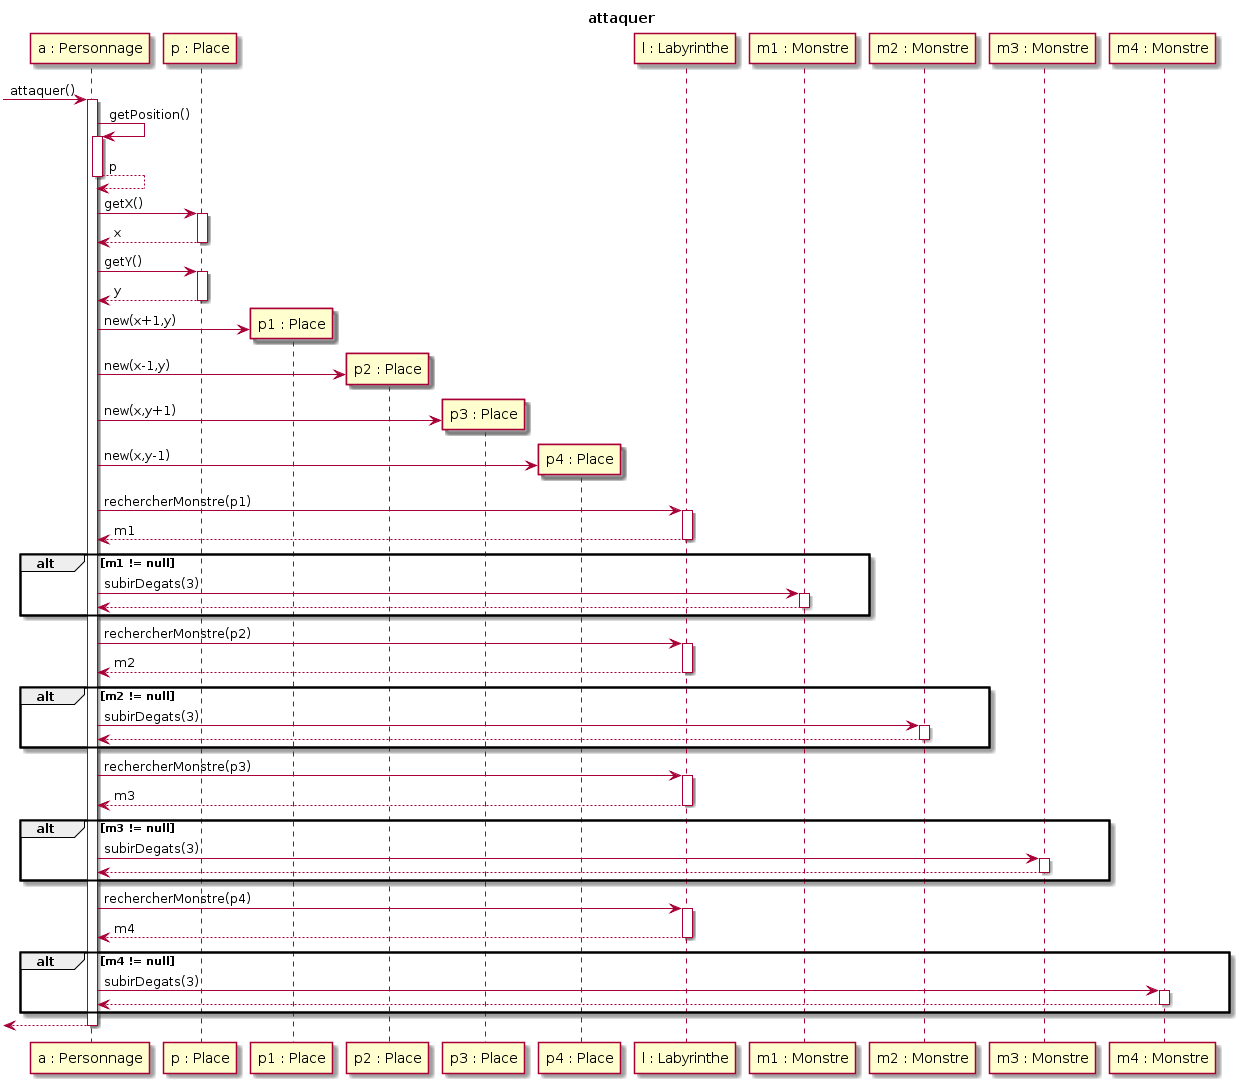 attaquer
a : Personnage
p : Place
l : Labyrinthe
m1 : Monstre
m2 : Monstre
m3 : Monstre
m4 : Monstre
attaquer()
getPosition()
p
getX()
x
getY()
y
new(x+1,y)
p1 : Place
new(x-1,y)
p2 : Place
new(x,y+1)
p3 : Place
new(x,y-1)
p4 : Place
rechercherMonstre(p1)
m1
alt [m1 != null]
subirDegats(3)
rechercherMonstre(p2)
m2
alt [m2 != null]
subirDegats(3)
rechercherMonstre(p3)
m3
alt [m3 != null]
subirDegats(3)
rechercherMonstre(p4)
m4
alt [m4 != null]
subirDegats(3)
a : Personnage
p : Place
p1 : Place
p2 : Place
p3 : Place
p4 : Place
l : Labyrinthe
m1 : Monstre
m2 : Monstre
m3 : Monstre
m4 : Monstre